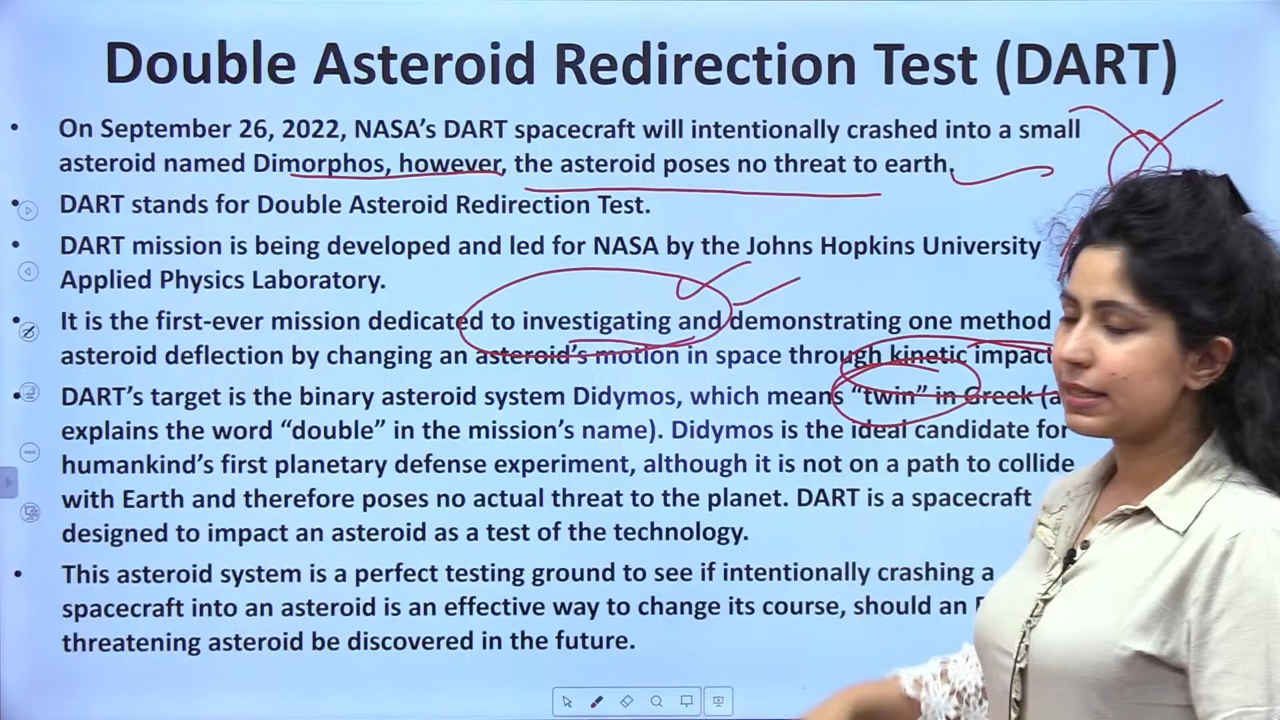 Double Asteroid Redirection Test (DART)
• On September 26, 2022, NASA's DART spacecraft will intentionally crashed into a small
asteroid named Dimorphos, however, the asteroid poses no threat to earth.
• DART stands for Double Asteroid Redirection Test.
• DART mission is being developed and led for NASA by the Johns Hopkins University
Applied Physics Laboratory.
• It is the first-ever mission dedicated to investigating and demonstrating one method
asteroid deflection by changing an asteroid's motion in space through kinetic impact
• DART's target is the binary asteroid system Didymos, which means "twin" in Greek (a
explains the word "double" in the mission's name). Didymos is the ideal candidate for
humankind's first planetary defense experiment, although it is not on a path to collide
with Earth and therefore poses no actual threat to the planet. DART is a spacecraft
designed to impact an asteroid as a test of the technology.
• This asteroid system is a perfect testing ground to see if intentionally crashing a
spacecraft into an asteroid is an effective way to change its course, should an
threatening asteroid be discovered in the future.